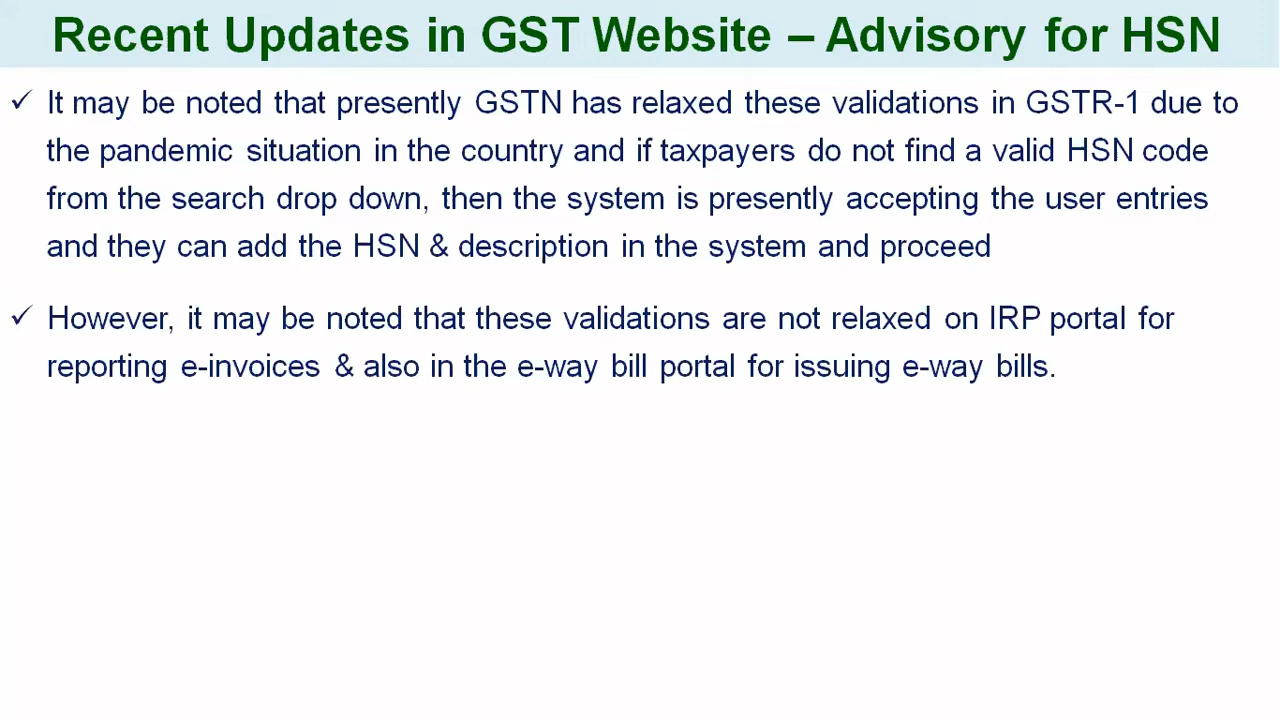 Recent Updates in GST Website – Advisory for HSN
✓ It may be noted that presently GSTN has relaxed these validations in GSTR-1 due to
the pandemic situation in the country and if taxpayers do not find a valid HSN code
from the search drop down, then the system is presently accepting the user entries
and they can add the HSN & description in the system and proceed
✓ However, it may be noted that these validations are not relaxed on IRP portal for
reporting e-invoices & also in the e-way bill portal for issuing e-way bills.